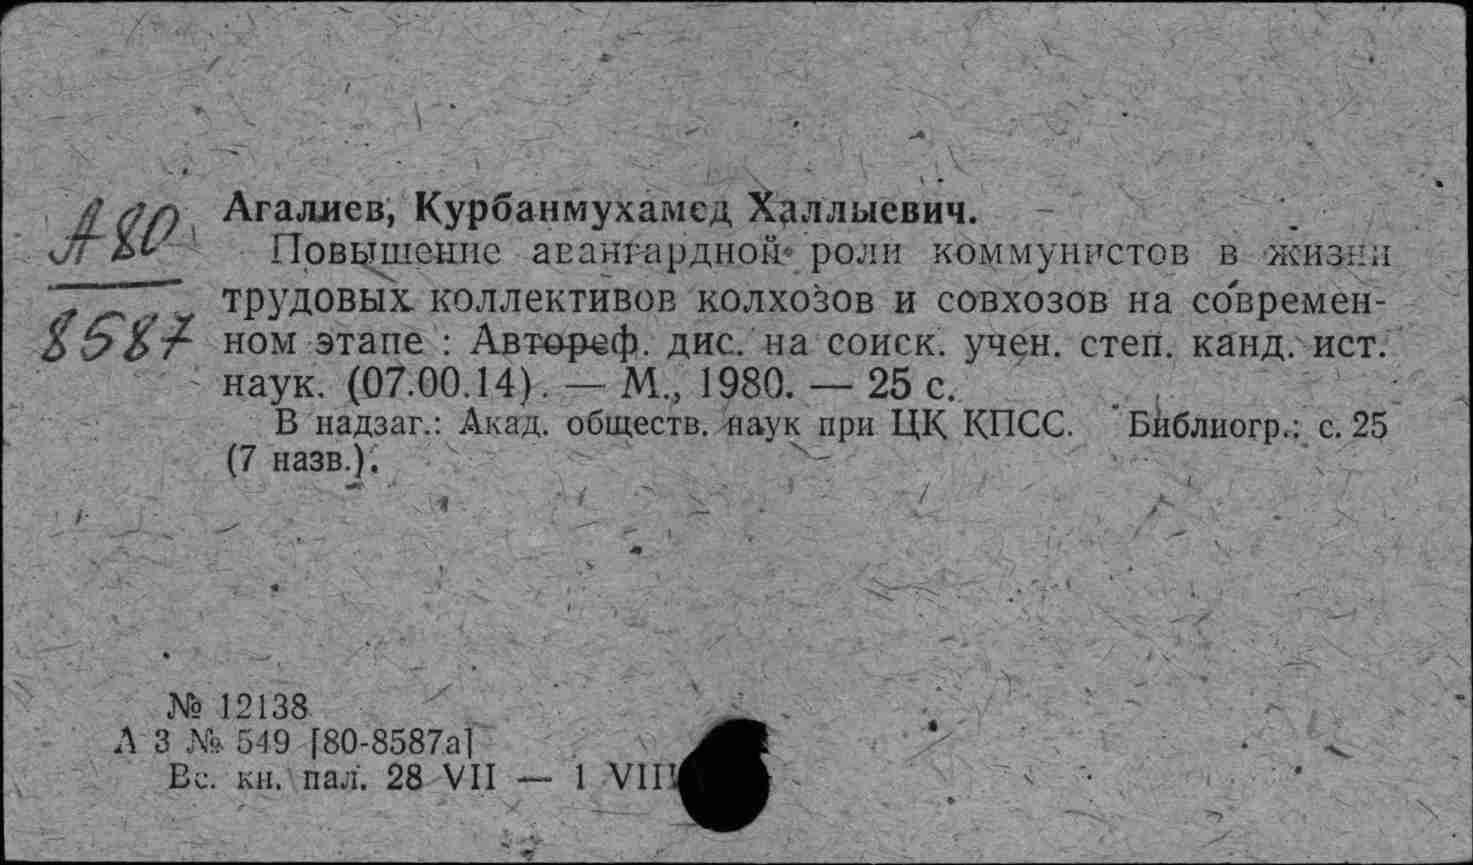 А80
8587
Агалиев, Курбанмухамед Халлыевич.
Повышение авангардной роли коммунистов в жизни
трудовых коллективов колхозов и совхозов на современ-
ном этапе : Автореф. дис. на соиск. учен. степ. канд. ист.
наук. (07.00.14). — М., 1980. — 25 с.
В надзаг.: Акад. обществ. наук при ЦК КПСС. Библиогр.: с. 25
(7 назв.).
№ 12138
А 3 № 549 [80-8587а]
Вс. кн. пал. 28 VII — 1 VIII